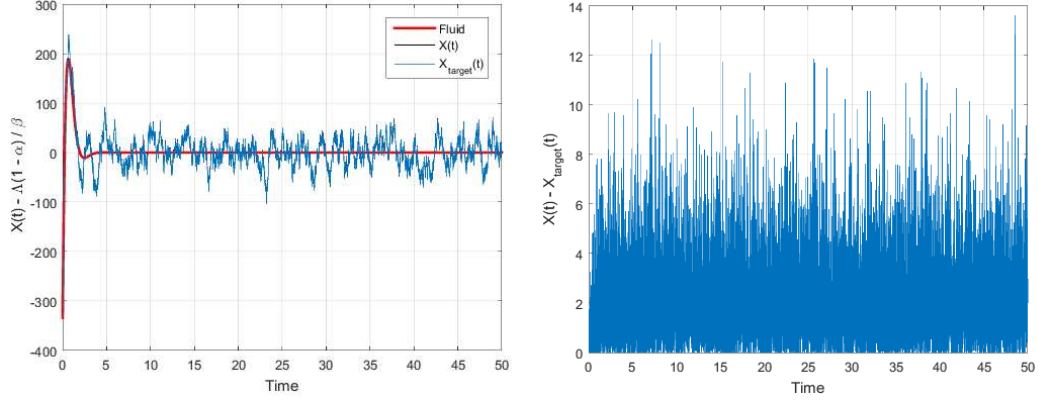 300
200
100
0
-100
-200
-300
-400
X(t) - Λ(1 - α) / β
0 5 10 15 20 25 30 35 40 45 50
Time
Fluid
X(t)
X_target(t)
14
12
10
8
6
4
2
0
X(t) - X_target(t)
0 5 10 15 20 25 30 35 40 45 50
Time